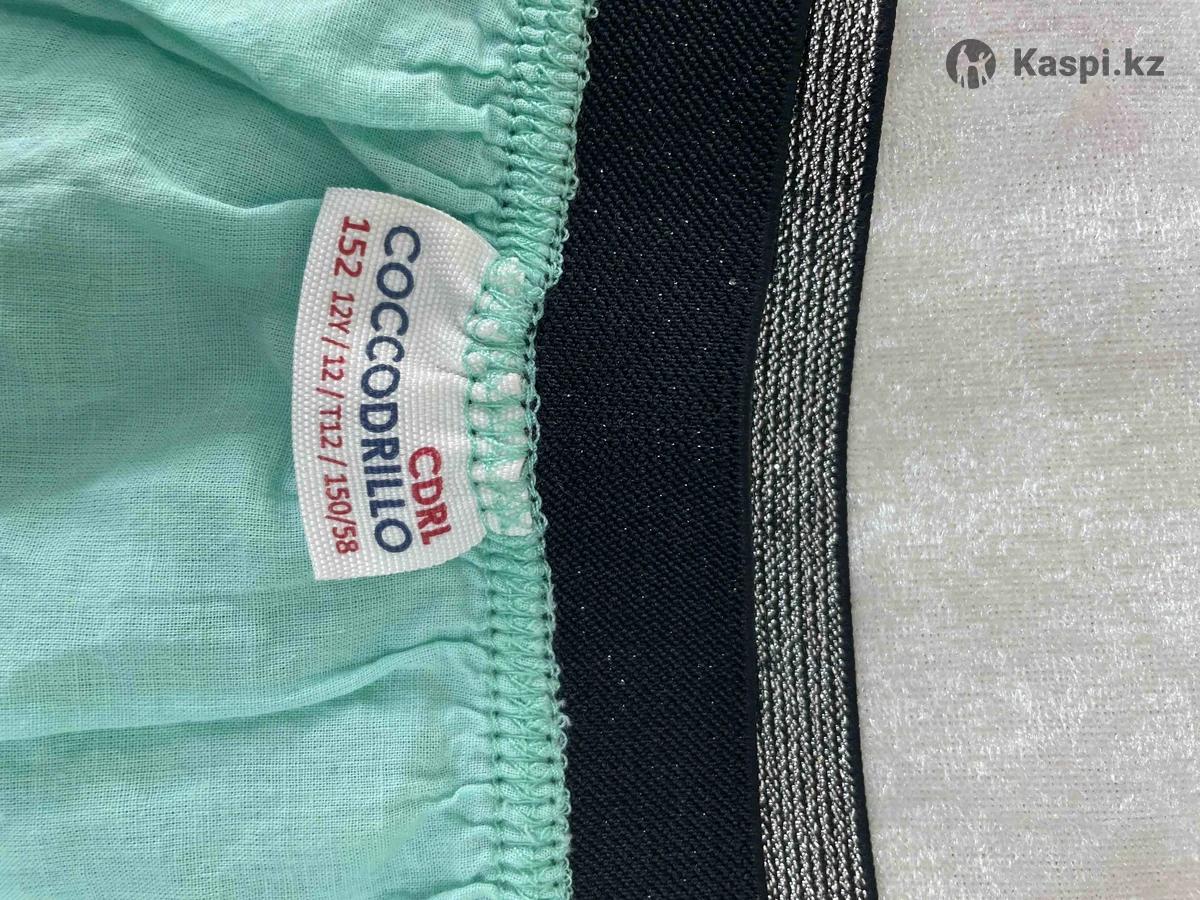 Kaspi.kz
CDRL
COCCODRILLO
152 12Y / 12 / T12 / 150/58